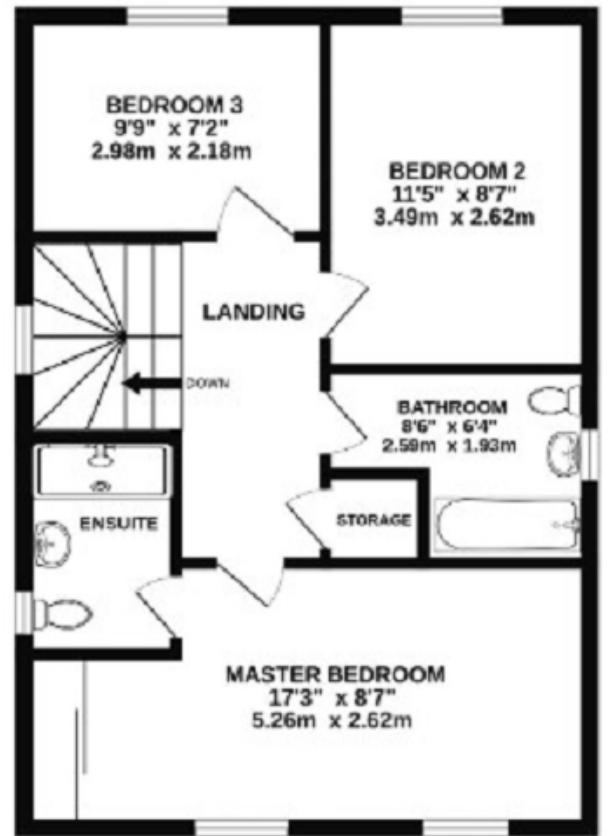 BEDROOM 3
9'9" x 7'2"
2.98m x 2.18m
BEDROOM 2
11'5" x 8'7"
3.49m x 2.62m
LANDING
DOWN
BATHROOM
8'6" x 6'4"
2.59m x 1.93m
STORAGE
ENSUITE
MASTER BEDROOM
17'3" x 8'7"
5.26m x 2.62m